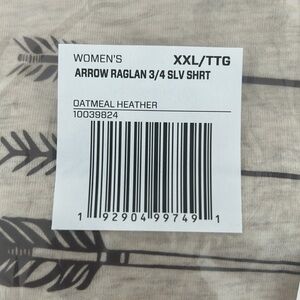 WOMEN'S XXL/TTG
ARROW RAGLAN 3/4 SLV SHRT
OATMEAL HEATHER
10039824
1 92904 99749 1